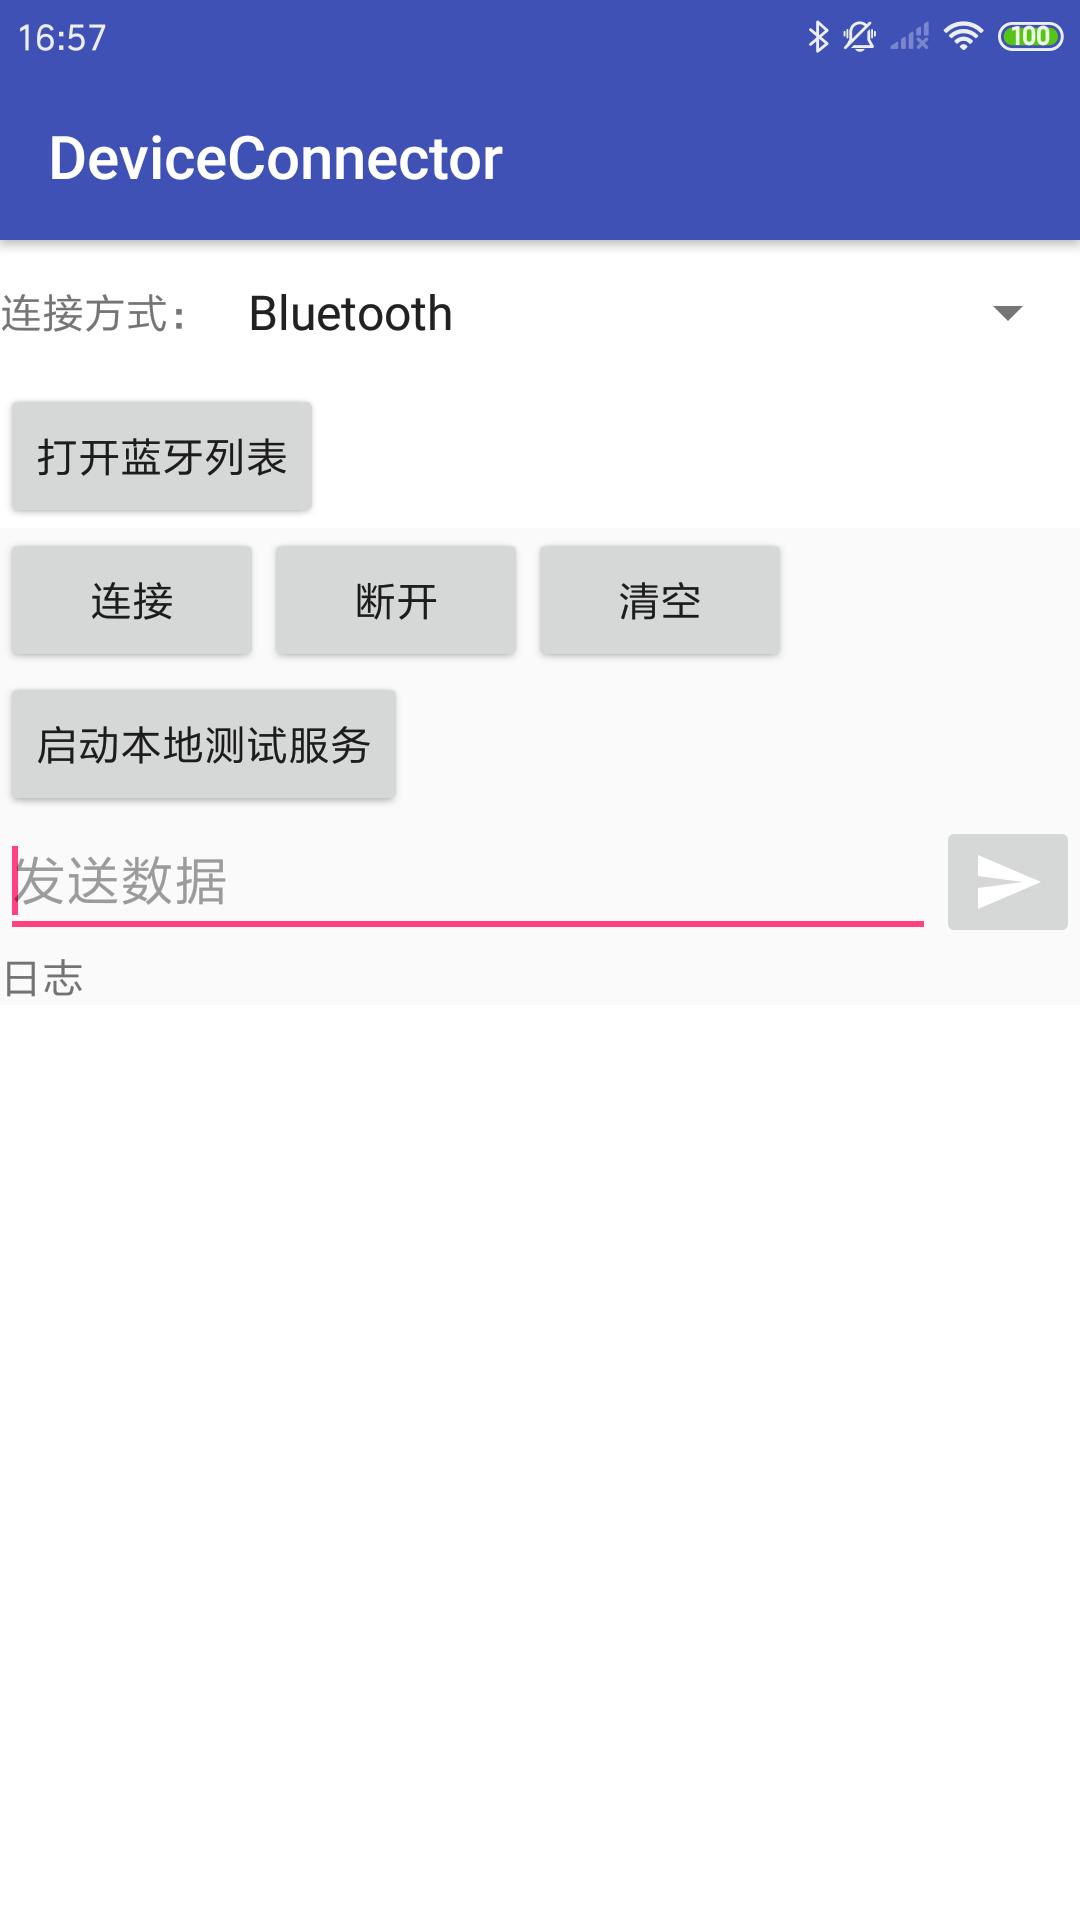 16:57 100
DeviceConnector
连接方式: Bluetooth
打开蓝牙列表
连接 断开 清空
启动本地测试服务
发送数据
日志